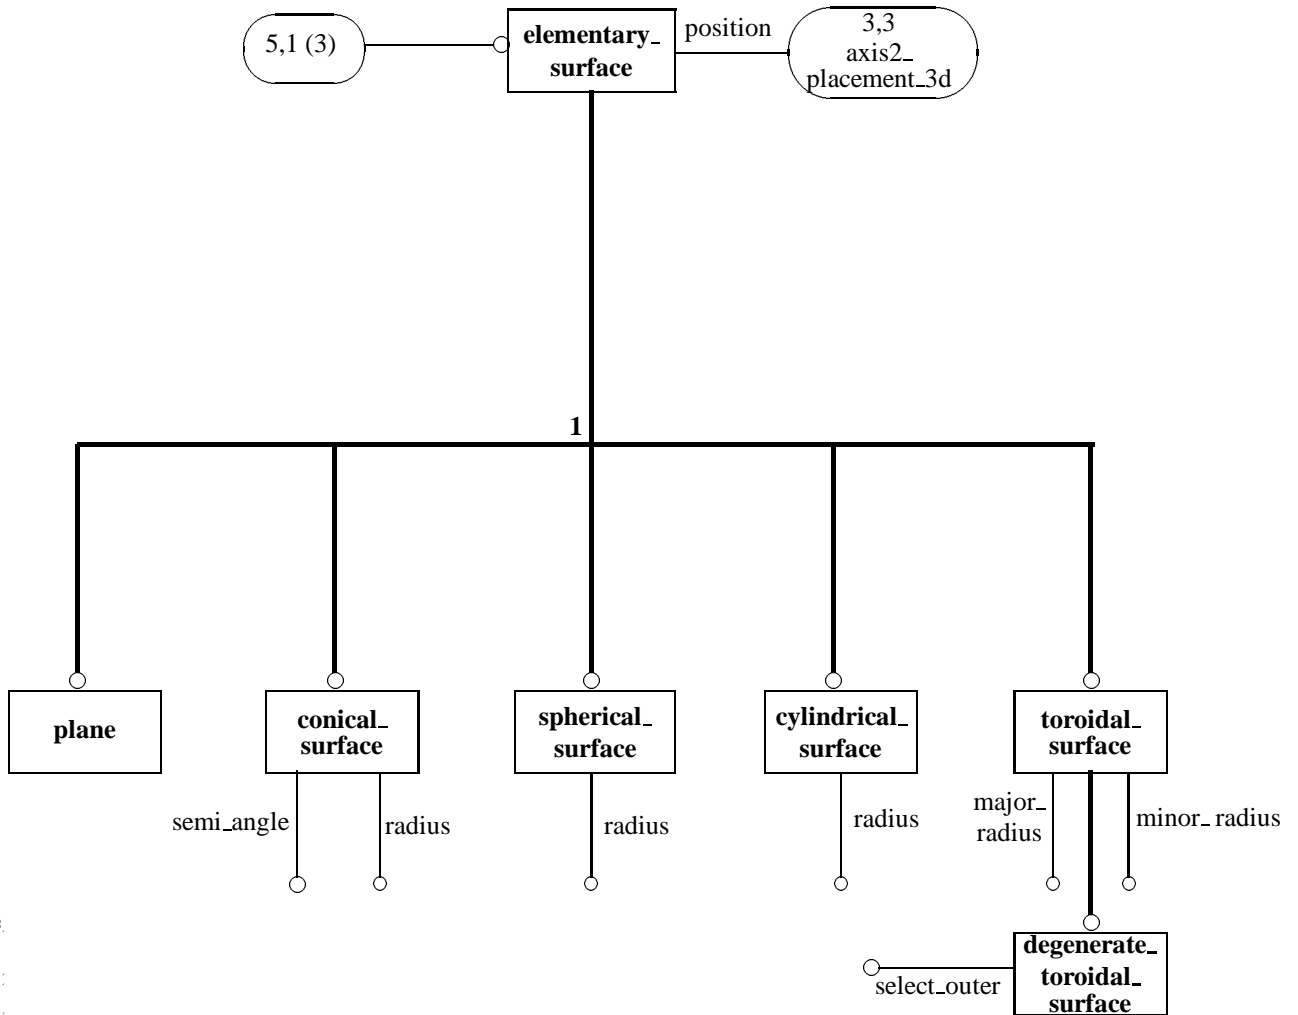 5,1 (3)
elementary_
surface
position
3,3
axis2_
placement_3d
1
plane
conical_
surface
spherical_
surface
cylindrical_
surface
toroidal_
surface
semi_angle
radius
radius
radius
major_
radius
minor_ radius
degenerate_
toroidal_
surface
select_outer